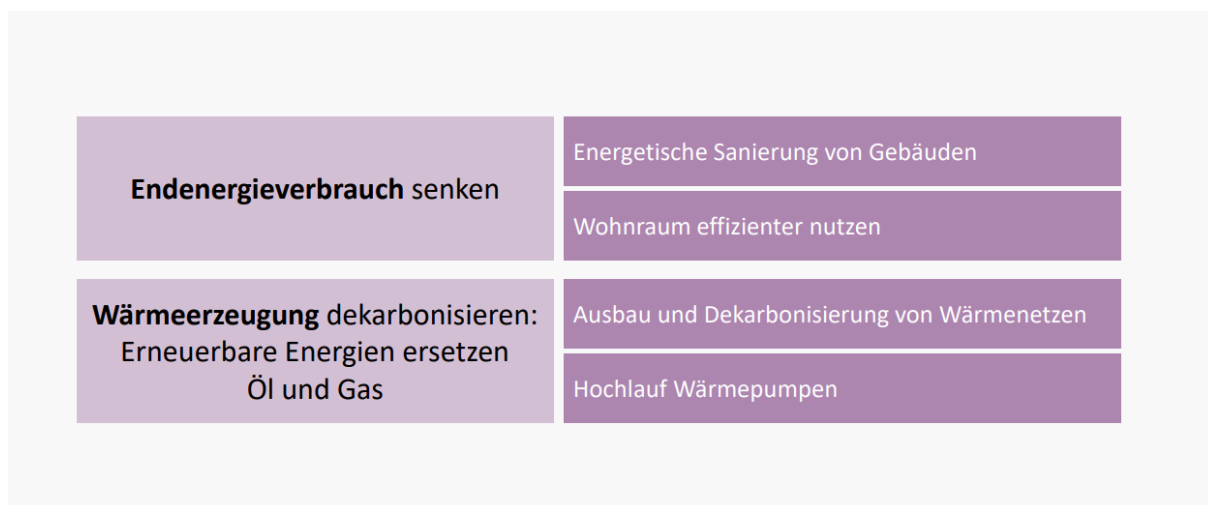 Endenergieverbrauch senken
Energetische Sanierung von Gebäuden
Wohnraum effizienter nutzen
Wärmeerzeugung dekarbonisieren:
Erneuerbare Energien ersetzen
Öl und Gas
Ausbau und Dekarbonisierung von Wärmenetzen
Hochlauf Wärmepumpen